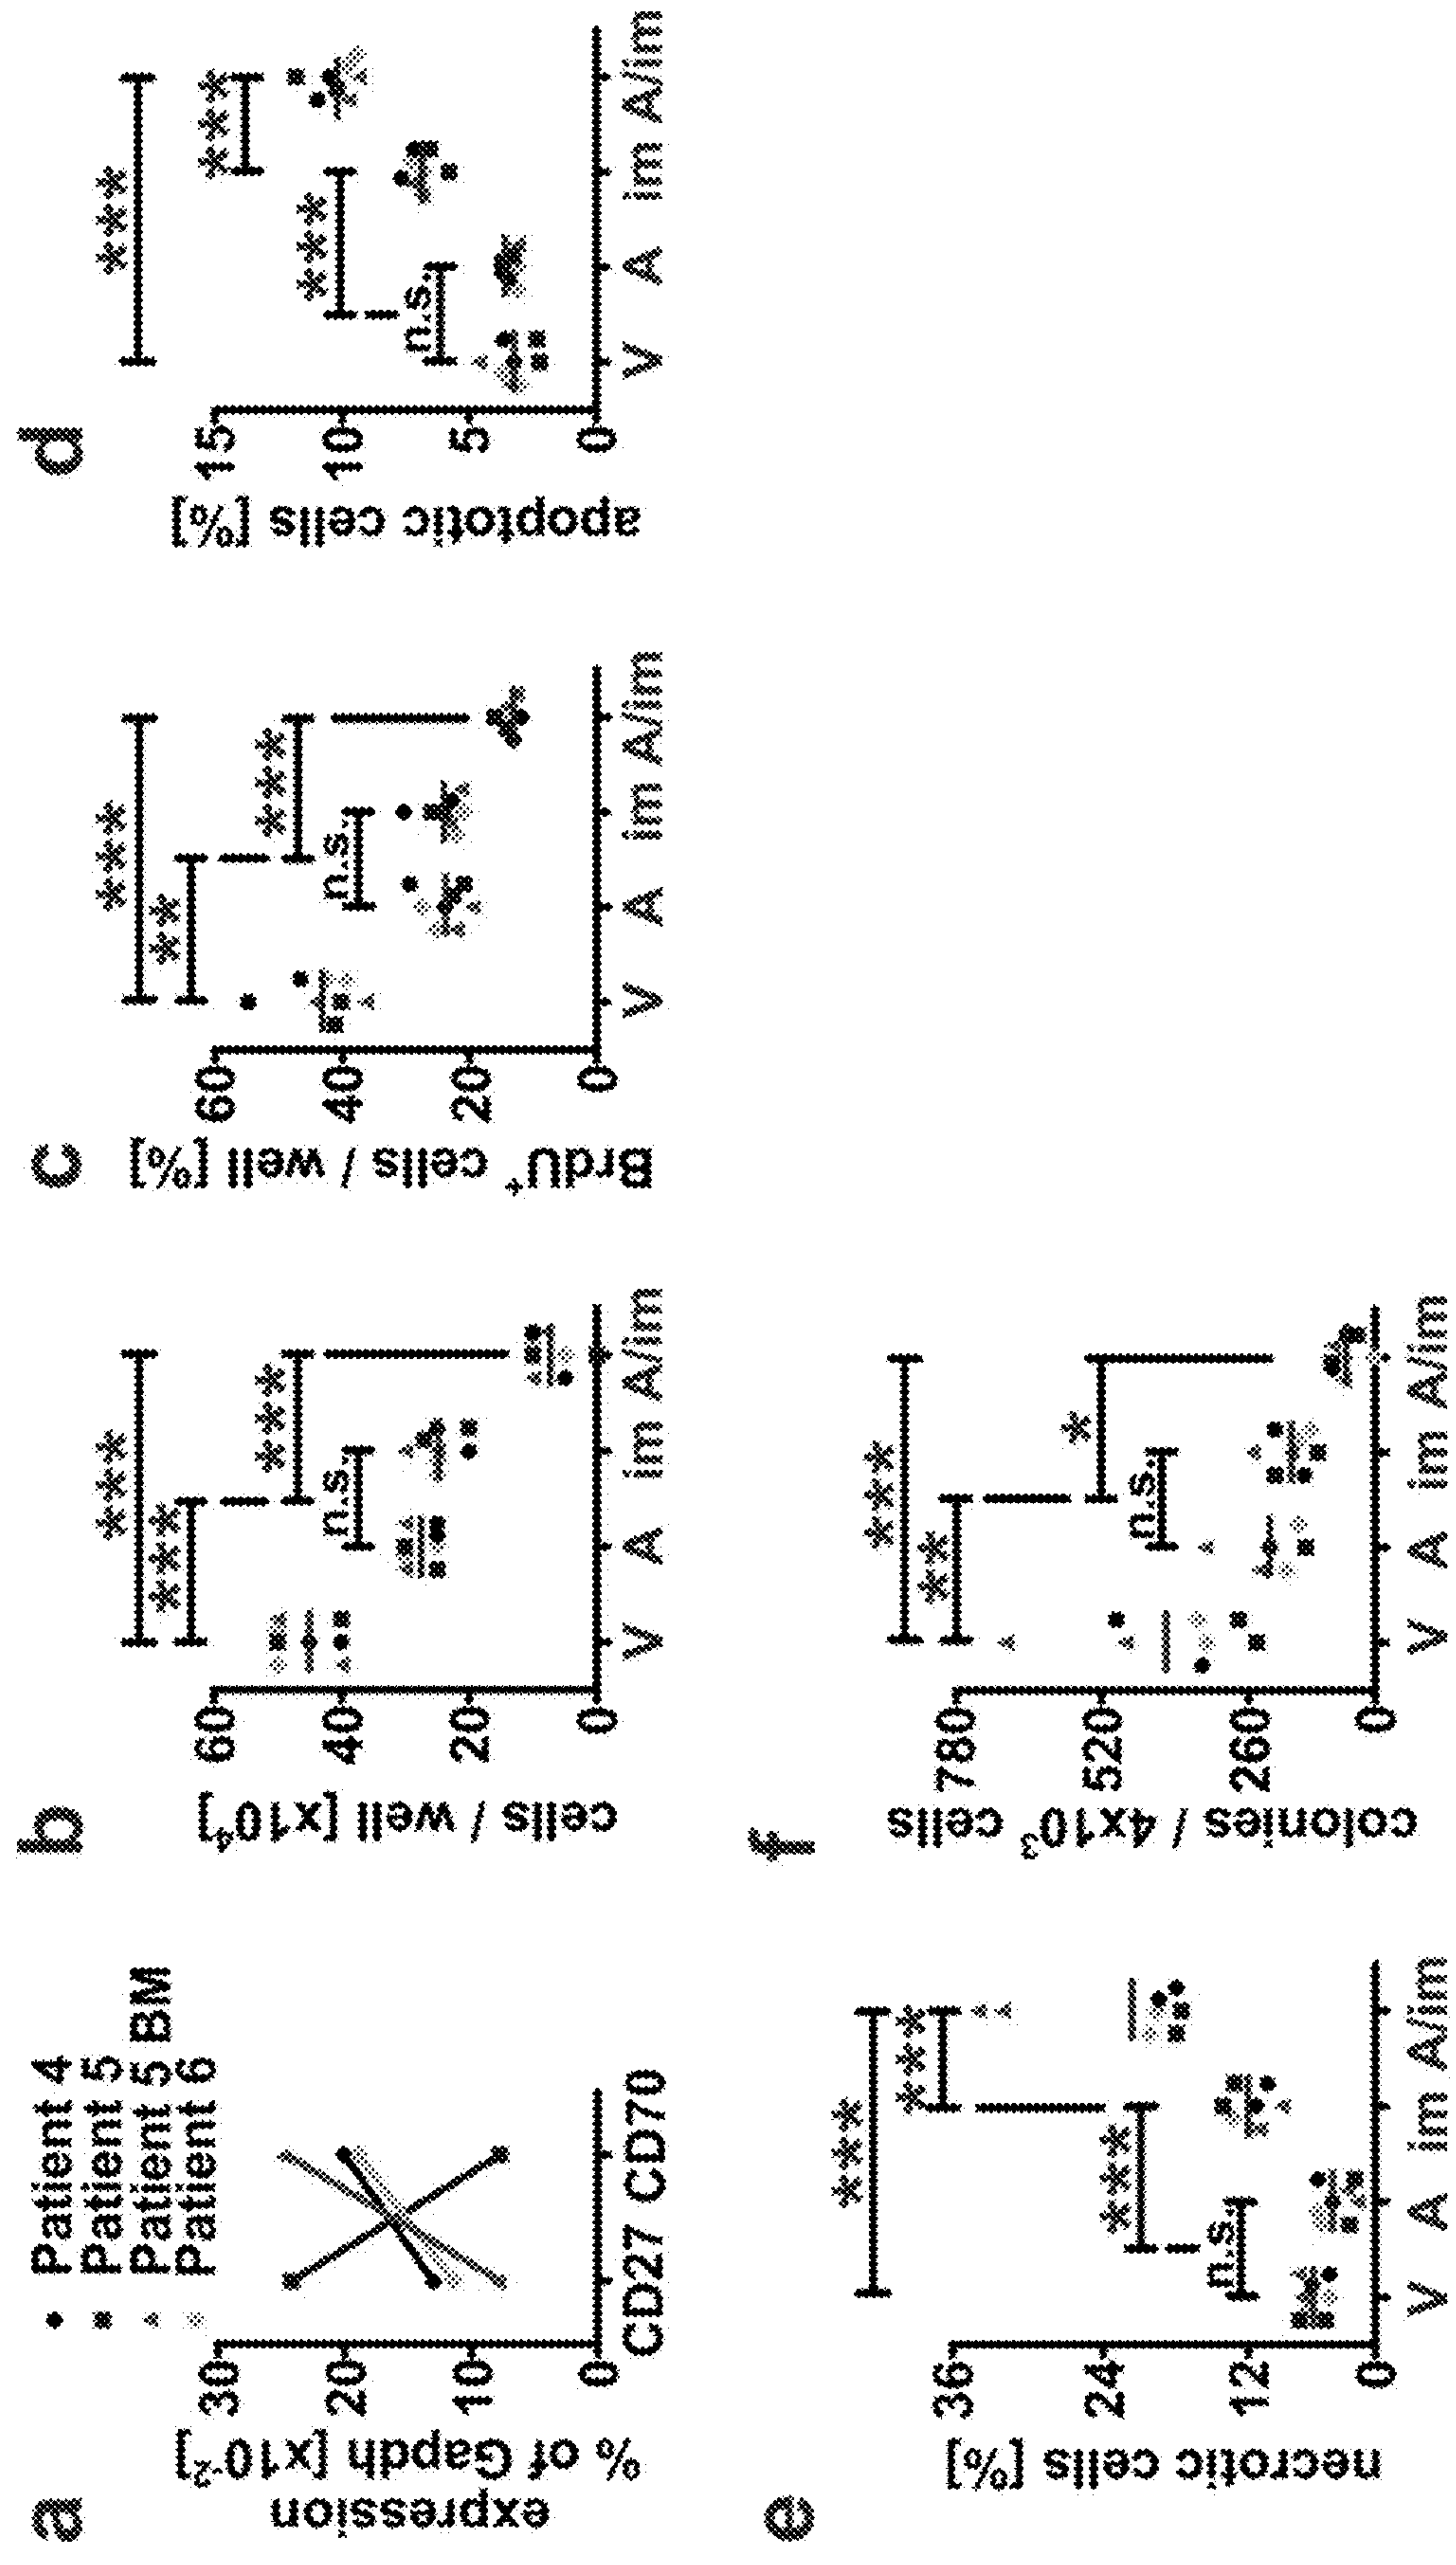 a
expression
% of Gapdh [x10-2]
30
20
10
0
CD27 CD70
Patient 4
Patient 5
Patient 5 BM
Patient 6
b
cells / well [x104]
60
40
20
0
***
***
***
n.s.
V A im A/im
c
BrdU+ cells / well [%]
60
40
20
0
***
**
***
n.s.
V A im A/im
d
apoptotic cells [%]
15
10
5
0
***
***
***
n.s.
V A im A/im
e
necrotic cells [%]
36
24
12
0
***
***
***
n.s.
V A im A/im
f
colonies / 4x103 cells
780
520
260
0
***
**
*
n.s.
V A im A/im